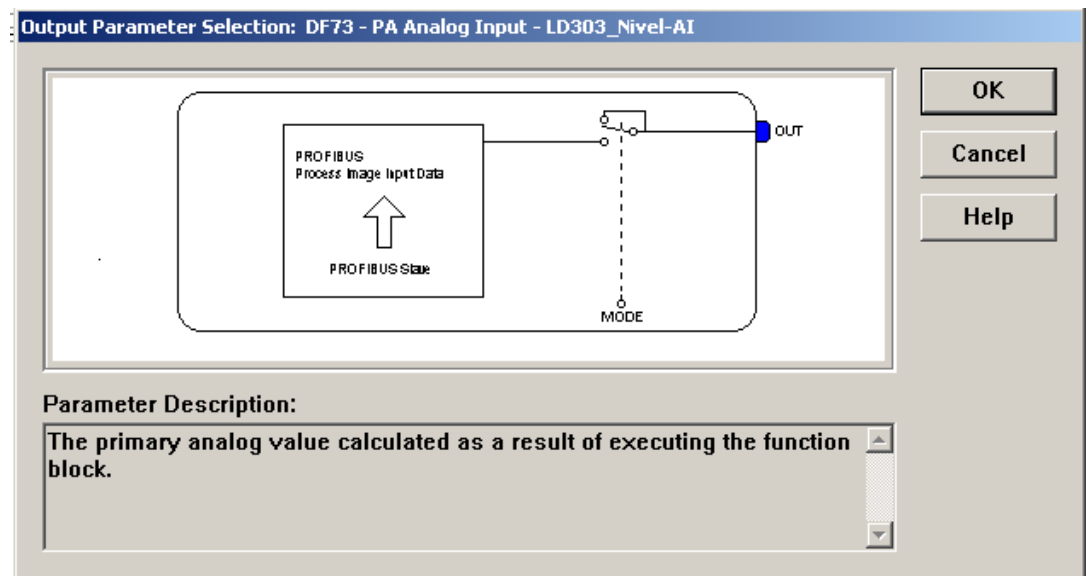 Output Parameter Selection: DF73 - PA Analog Input - LD303_Nivel-AI
OK
Cancel
Help
PROFIBUS
Process Image Input Data
PROFIBUS Slave
OUT
MODE
Parameter Description:
The primary analog value calculated as a result of executing the function
block.